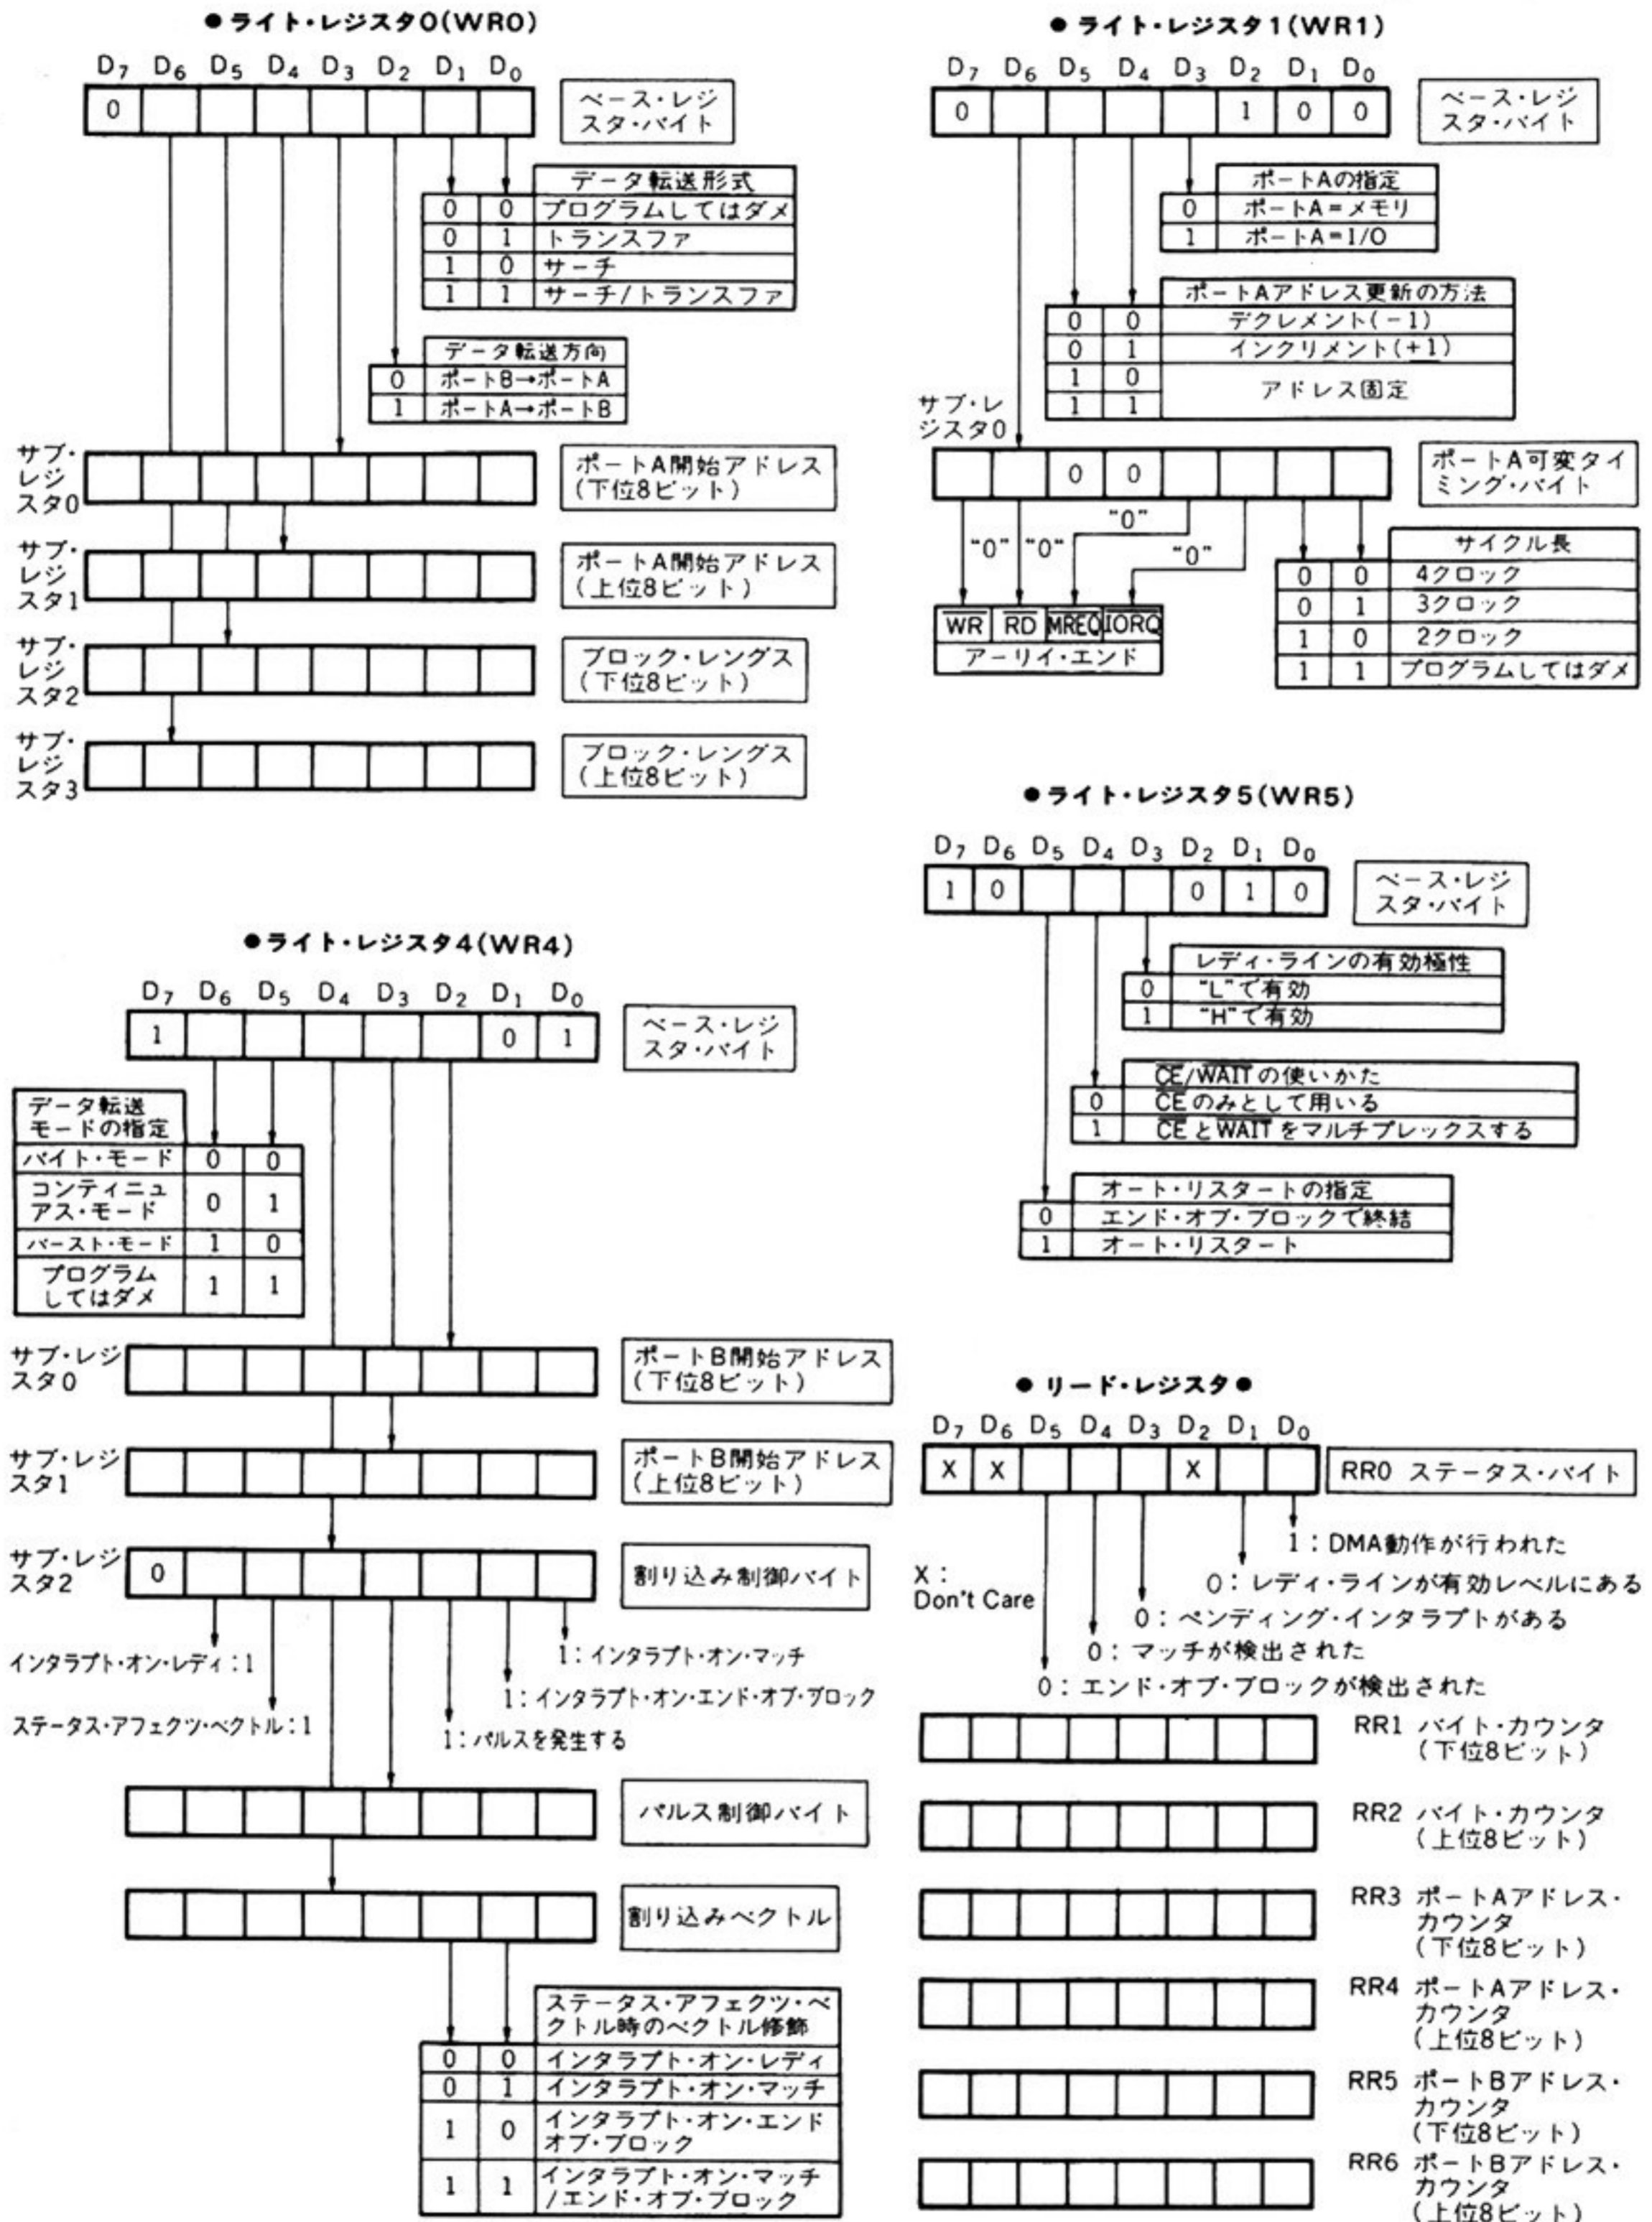 ●ライト・レジスタ0(WR0)
D7 D6 D5 D4 D3 D2 D1 D0
0
ベース・レジ
スタ・バイト
データ転送形式
0 0 プログラムしてはダメ
0 1 トランスファ
1 0 サーチ
1 1 サーチ/トランスファ
データ転送方向
0 ポートB→ポートA
1 ポートA→ポートB
サブ・
レジ
スタ0
ポートA開始アドレス
(下位8ビット)
サブ・
レジ
スタ1
ポートA開始アドレス
(上位8ビット)
サブ・
レジ
スタ2
ブロック・レングス
(下位8ビット)
サブ・
レジ
スタ3
ブロック・レングス
(上位8ビット)
●ライト・レジスタ1(WR1)
D7 D6 D5 D4 D3 D2 D1 D0
0 1 0 0
ベース・レジ
スタ・バイト
ポートAの指定
0 ポートA=メモリ
1 ポートA=I/O
ポートAアドレス更新の方法
0 0 デクレメント(-1)
0 1 インクリメント(+1)
1 0
アドレス固定
1 1
サブ・レ
ジスタ0
0 0
ポートA可変タイ
ミング・バイト
"0" "0" "0" "0"
WR RD MREQ IORQ
アーリイ・エンド
サイクル長
0 0 4クロック
0 1 3クロック
1 0 2クロック
1 1 プログラムしてはダメ
●ライト・レジスタ4(WR4)
D7 D6 D5 D4 D3 D2 D1 D0
1 0 1
ベース・レジ
スタ・バイト
データ転送
モードの指定
バイト・モード 0 0
コンティニュ
アス・モード 0 1
バースト・モード 1 0
プログラム
してはダメ 1 1
サブ・レジ
スタ0
ポートB開始アドレス
(下位8ビット)
サブ・レジ
スタ1
ポートB開始アドレス
(上位8ビット)
サブ・レジ
スタ2
0
割り込み制御バイト
インタラプト・オン・レディ:1
1:インタラプト・オン・マッチ
1:インタラプト・オン・エンド・オブ・ブロック
ステータス・アフェクツ・ベクトル:1
1:パルスを発生する
パルス制御バイト
割り込みベクトル
ステータス・アフェクツ・ベ
クトル時のベクトル修飾
0 0 インタラプト・オン・レディ
0 1 インタラプト・オン・マッチ
1 0 インタラプト・オン・エンド
オブ・ブロック
1 1 インタラプト・オン・マッチ
/エンド・オブ・ブロック
●ライト・レジスタ5(WR5)
D7 D6 D5 D4 D3 D2 D1 D0
1 0 0 1 0
ベース・レジ
スタ・バイト
レディ・ラインの有効極性
0 "L"で有効
1 "H"で有効
CE/WAITの使いかた
0 CEのみとして用いる
1 CEとWAITをマルチプレックスする
オート・リスタートの指定
0 エンド・オブ・ブロックで終結
1 オート・リスタート
●リード・レジスタ●
D7 D6 D5 D4 D3 D2 D1 D0
X X X
RR0 ステータス・バイト
1:DMA動作が行われた
X:
Don't Care
0:レディ・ラインが有効レベルにある
0:ペンディング・インタラプトがある
0:マッチが検出された
0:エンド・オブ・ブロックが検出された
RR1 バイト・カウンタ
(下位8ビット)
RR2 バイト・カウンタ
(上位8ビット)
RR3 ポートAアドレス・
カウンタ
(下位8ビット)
RR4 ポートAアドレス・
カウンタ
(上位8ビット)
RR5 ポートBアドレス・
カウンタ
(下位8ビット)
RR6 ポートBアドレス・
カウンタ
(上位8ビット)